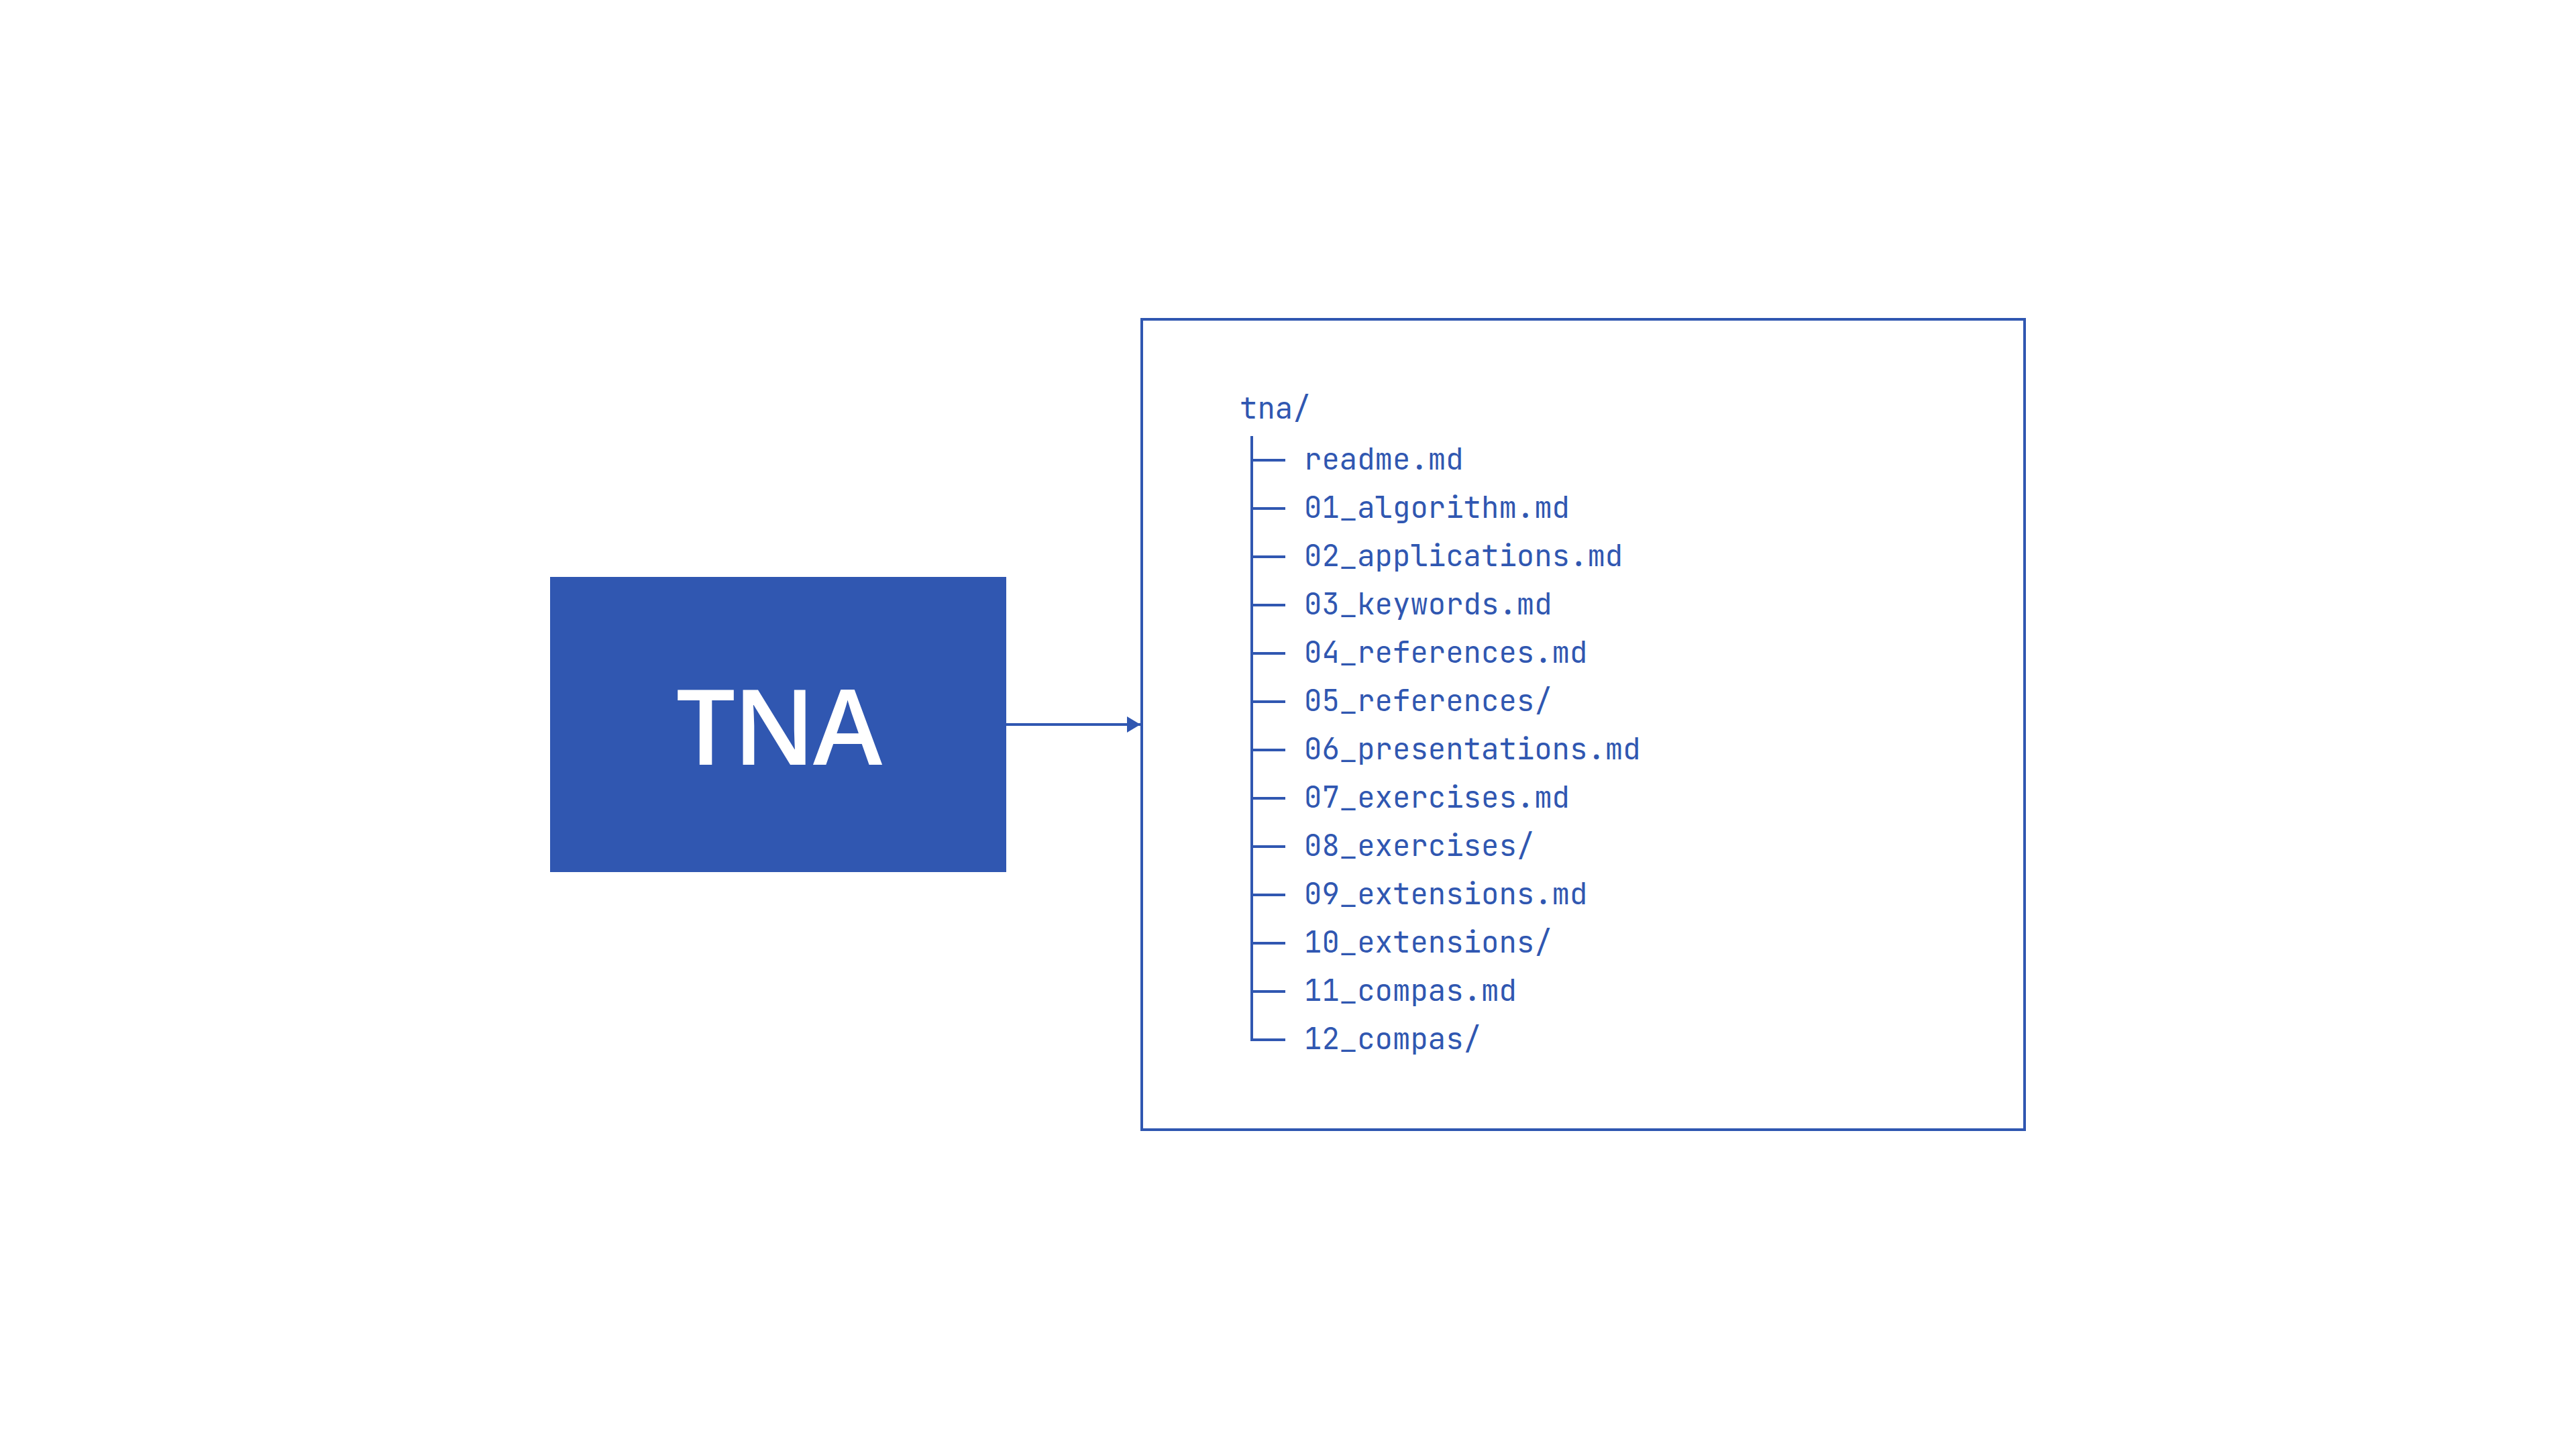 TNA
tna/
readme.md
01_algorithm.md
02_applications.md
03_keywords.md
04_references.md
05_references/
06_presentations.md
07_exercises.md
08_exercises/
09_extensions.md
10_extensions/
11_compas.md
12_compas/